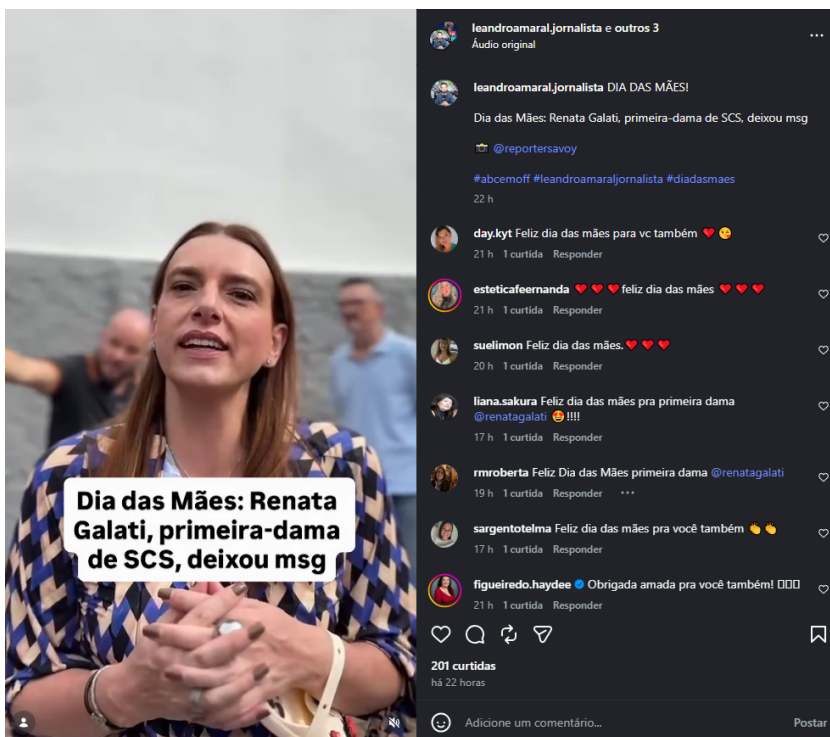 leandroamaral.jornalista e outros 3
Áudio original
leandroamaral.jornalista DIA DAS MÃES!
Dia das Mães: Renata Galati, primeira-dama de SCS, deixou msg
@reportersavoy
#abcemoff #leandroamaraljornalista #diadasmaes
22 h
day.kyt Feliz dia das mães para vc também ❤️ 😘
21 h 1 curtida Responder
esteticafeernanda ❤️ ❤️ ❤️feliz dia das mães ❤️ ❤️ ❤️
21 h 1 curtida Responder
suelimon Feliz dia das mães.❤️ ❤️ ❤️
20 h 1 curtida Responder
liana.sakura Feliz dia das mães pra primeira dama
@renatagalati 🤩!!!!
17 h 1 curtida Responder
rmroberta Feliz Dia das Mães primeira dama @renatagalati
19 h 1 curtida Responder ...
sargentotelma Feliz dia das mães pra você também 👏 👏
17 h 1 curtida Responder
figueiredo.haydee Obrigada amada pra você também! ▯▯▯
21 h 1 curtida Responder
201 curtidas
há 22 horas
Adicione um comentário...
Postar
Dia das Mães: Renata
Galati, primeira-dama
de SCS, deixou msg